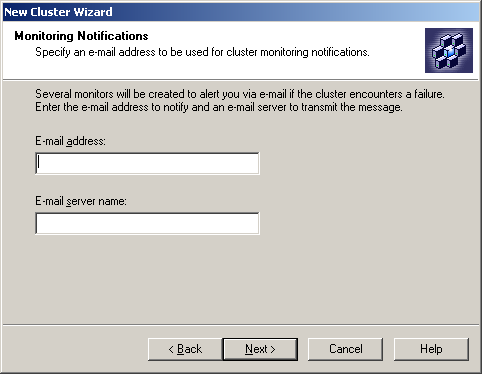 New Cluster Wizard
Monitoring Notifications
Specify an e-mail address to be used for cluster monitoring notifications.
Several monitors will be created to alert you via e-mail if the cluster encounters a failure.
Enter the e-mail address to notify and an e-mail server to transmit the message.
E-mail address:
E-mail server name:
< Back Next > Cancel Help